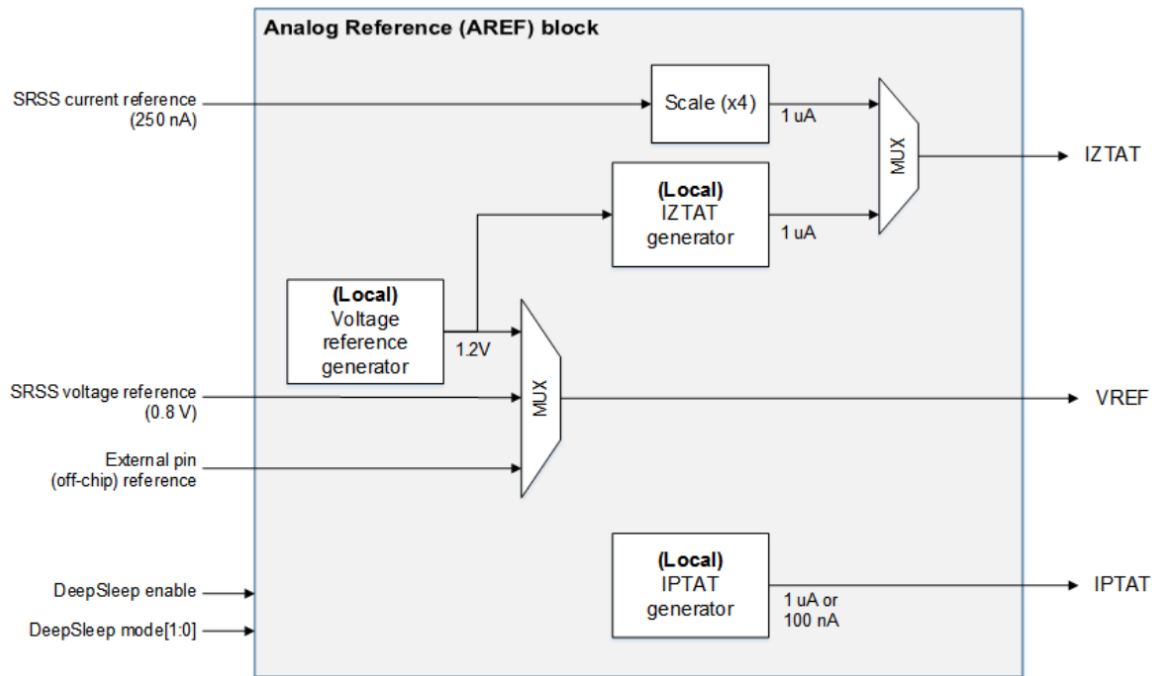 Analog Reference (AREF) block
SRSS current reference
(250 nA)
Scale (x4)
1 uA
MUX
IZTAT
(Local)
IZTAT
generator
1 uA
(Local)
Voltage
reference
generator
1.2V
MUX
SRSS voltage reference
(0.8 V)
VREF
External pin
(off-chip) reference
(Local)
IPTAT
generator
1 uA or
100 nA
IPTAT
DeepSleep enable
DeepSleep mode[1:0]